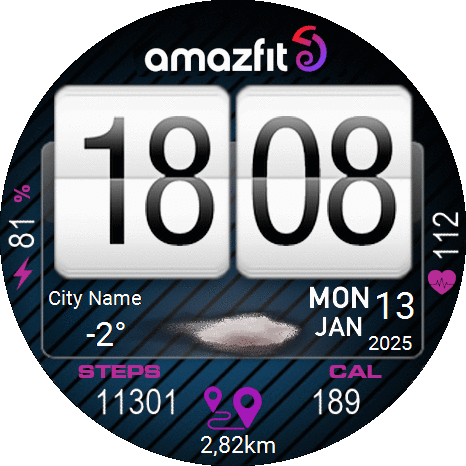 amazfit
18 08
81 %
112
City Name
-2°
MON 13
JAN
2025
STEPS
11301
CAL
189
2,82km